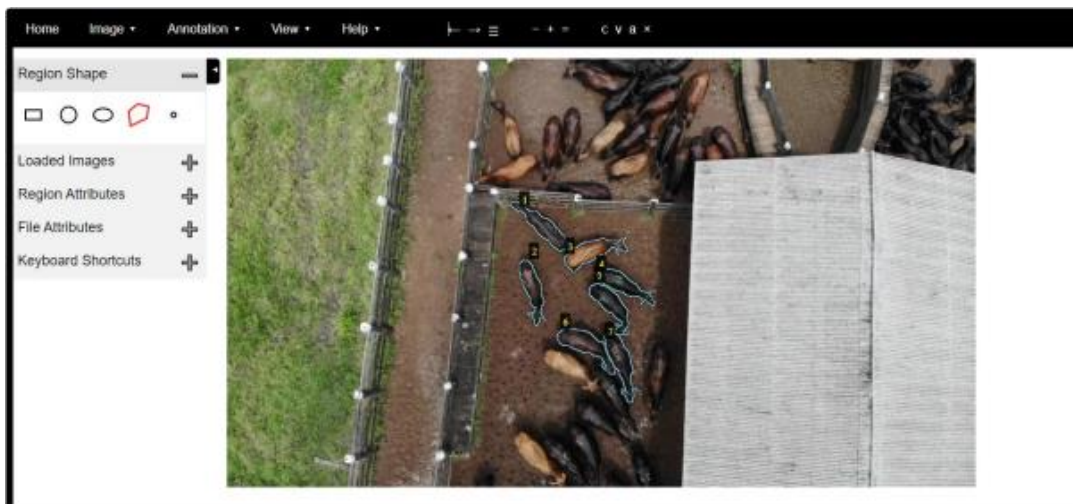 Home Image Annotation View Help c v a ×
Region Shape
Loaded Images
Region Attributes
File Attributes
Keyboard Shortcuts
1
2
3
4
5
6
7